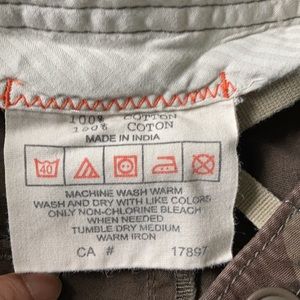 100% COTTON
100% COTON
MADE IN INDIA
40
MACHINE WASH WARM
WASH AND DRY WITH LIKE COLORS
ONLY NON-CHLORINE BLEACH
WHEN NEEDED
TUMBLE DRY MEDIUM
WARM IRON
CA # 17897